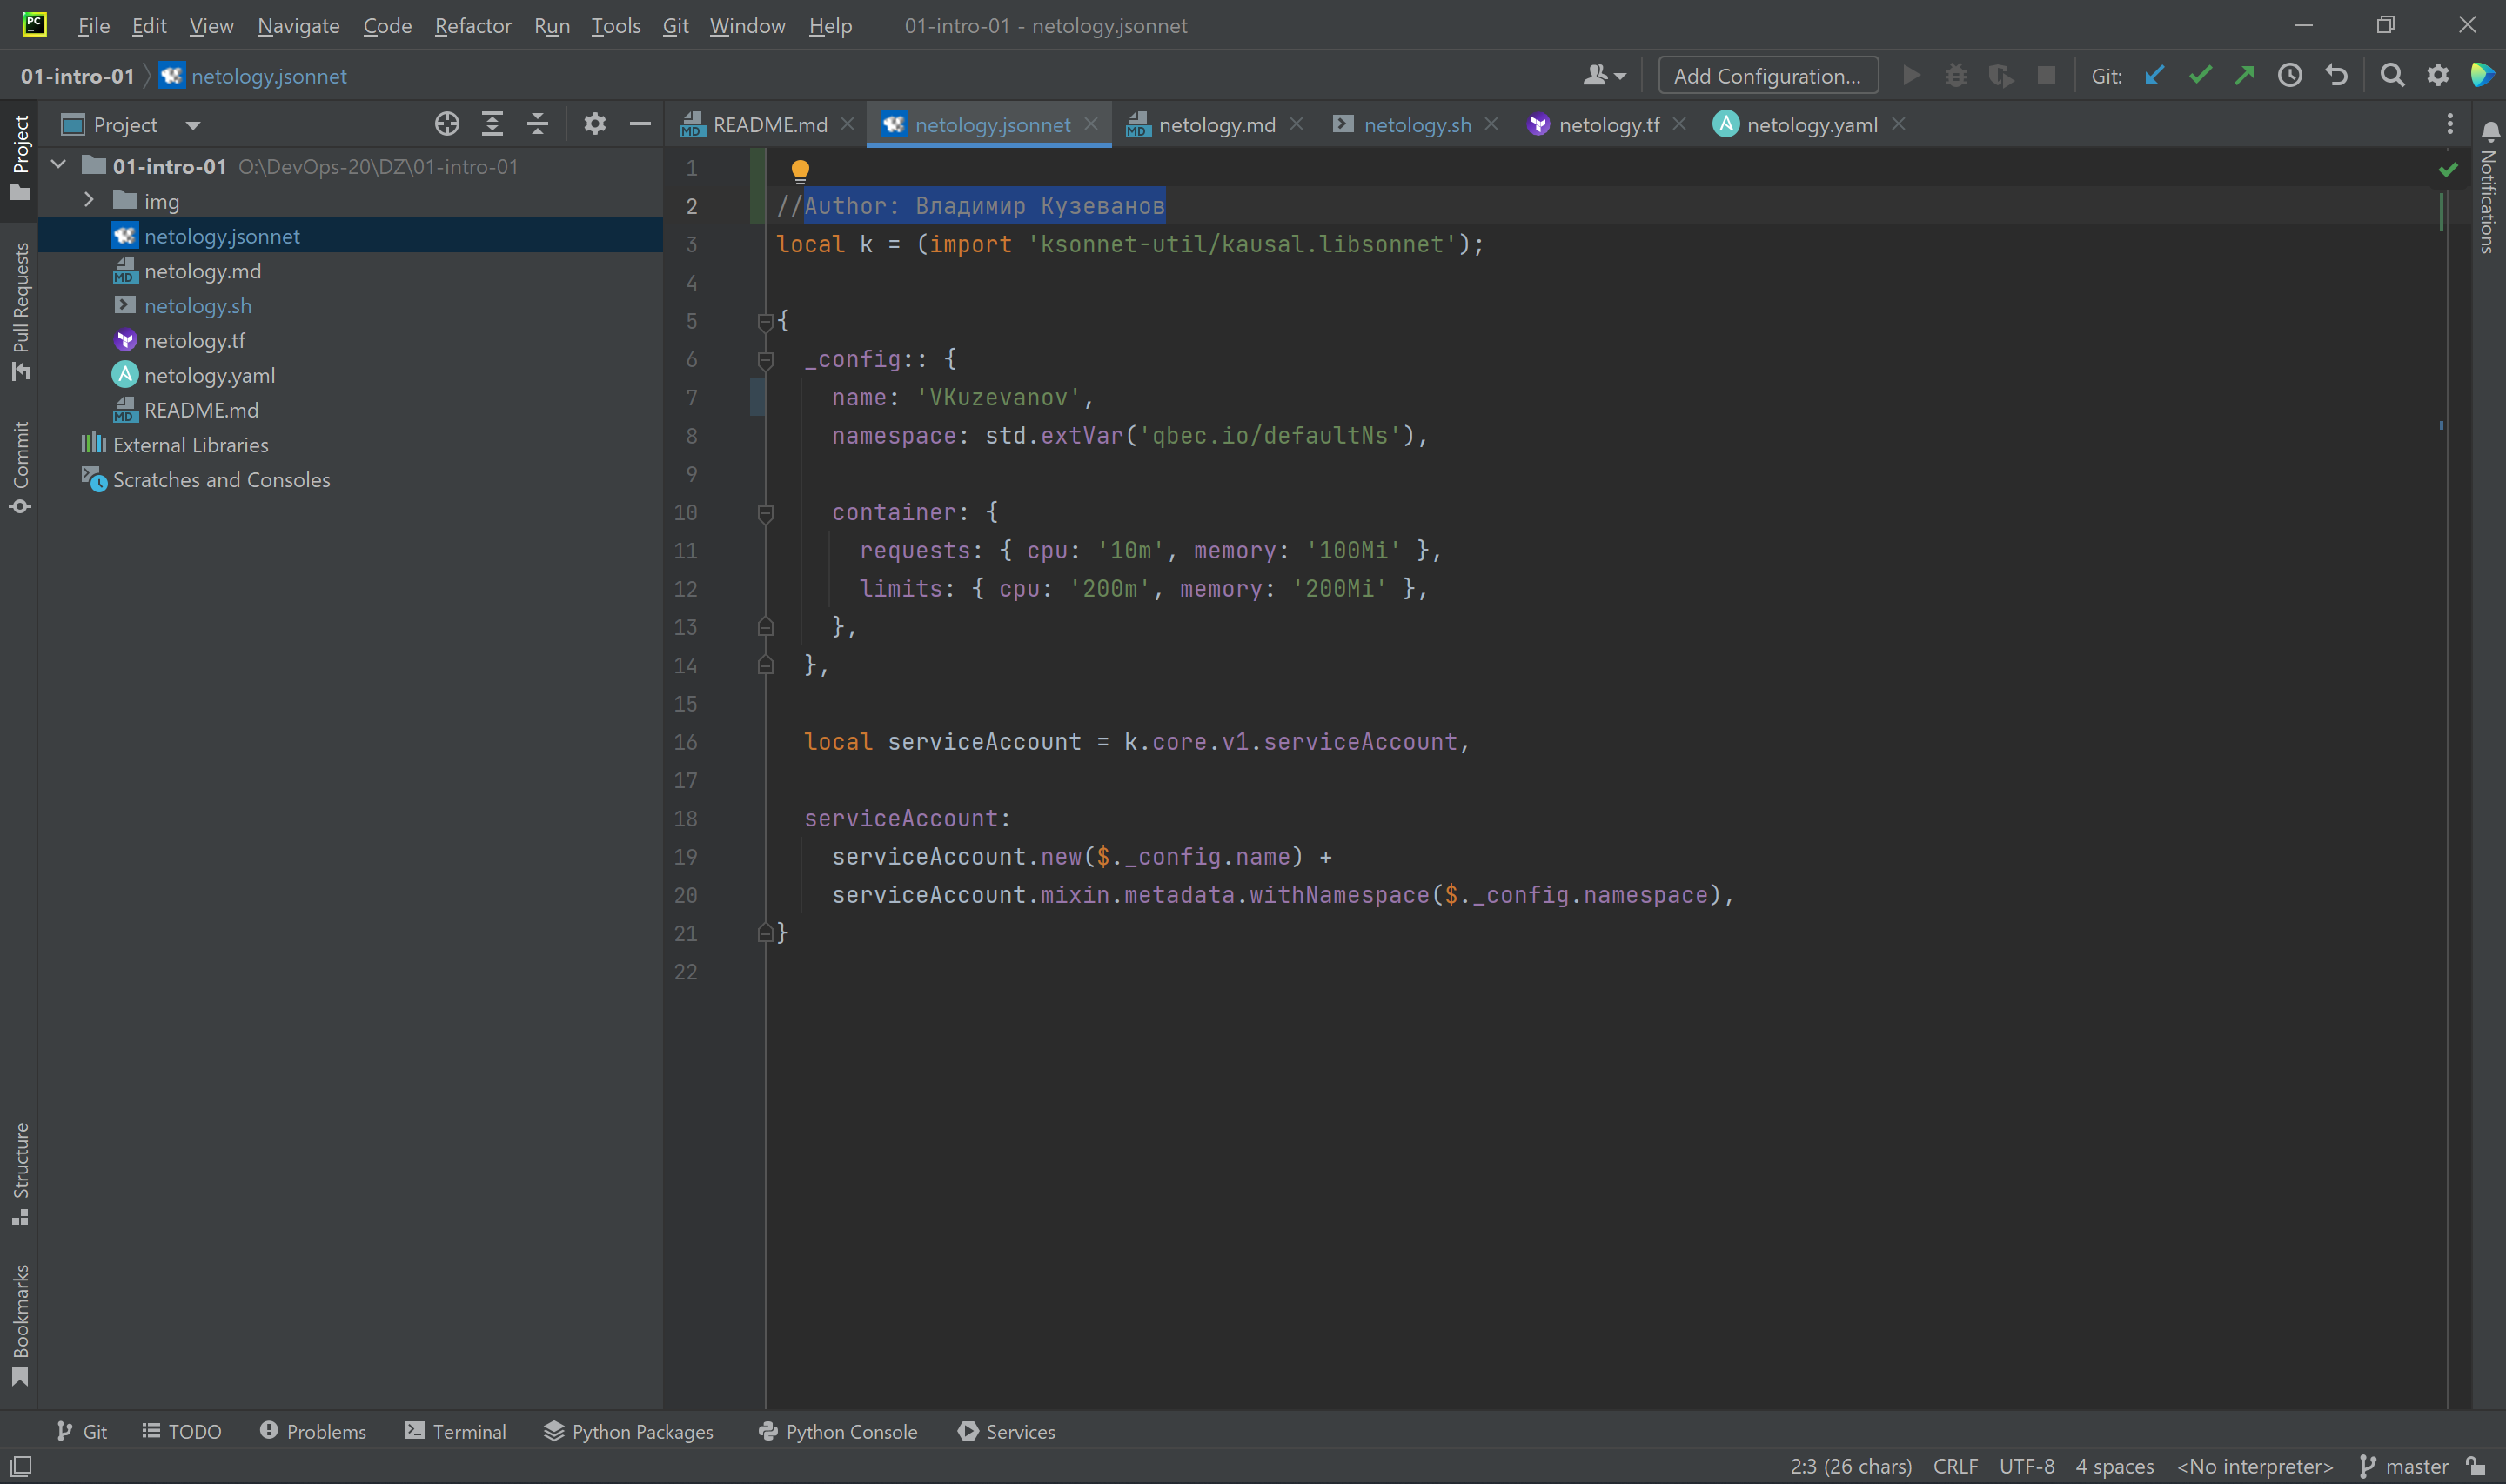 PC File Edit View Navigate Code Refactor Run Tools Git Window Help 01-intro-01 - netology.jsonnet
01-intro-01 netology.jsonnet Add Configuration... Git:
Project
README.md netology.jsonnet netology.md netology.sh netology.tf netology.yaml
Project
Pull Requests
Commit
Structure
Bookmarks
01-intro-01 O:\DevOps-20\DZ\01-intro-01
img
netology.jsonnet
netology.md
netology.sh
netology.tf
netology.yaml
README.md
External Libraries
Scratches and Consoles
1
2 //Author: Владимир Кузеванов
3 local k = (import 'ksonnet-util/kausal.libsonnet');
4
5 {
6 _config:: {
7 name: 'VKuzevanov',
8 namespace: std.extVar('qbec.io/defaultNs'),
9
10 container: {
11 requests: { cpu: '10m', memory: '100Mi' },
12 limits: { cpu: '200m', memory: '200Mi' },
13 },
14 },
15
16 local serviceAccount = k.core.v1.serviceAccount,
17
18 serviceAccount:
19 serviceAccount.new($._config.name) +
20 serviceAccount.mixin.metadata.withNamespace($._config.namespace),
21 }
22
Notifications
Git TODO Problems Terminal Python Packages Python Console Services
2:3 (26 chars) CRLF UTF-8 4 spaces <No interpreter> master